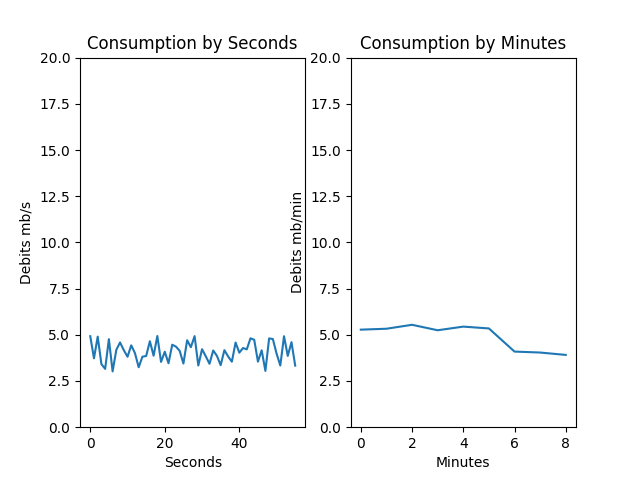 Consumption by Seconds
20.0
17.5
15.0
12.5
10.0
7.5
5.0
2.5
0.0
Debits mb/s
0 20 40
Seconds
Consumption by Minutes
20.0
17.5
15.0
12.5
10.0
7.5
5.0
2.5
0.0
Debits mb/min
0 2 4 6 8
Minutes